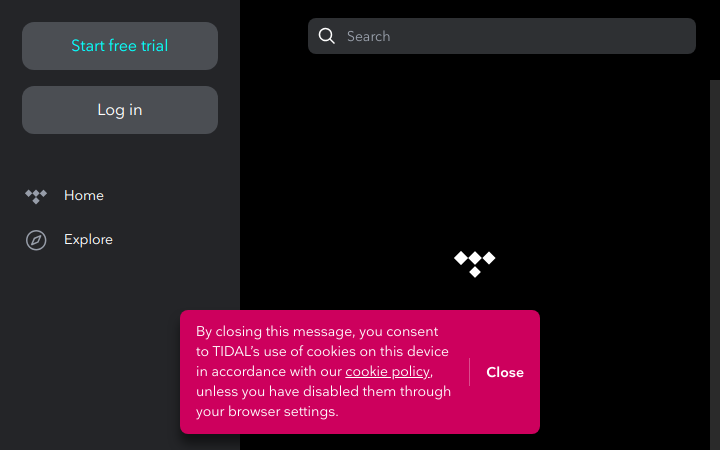 Start free trial
Search
Log in
Home
Explore
By closing this message, you consent
to TIDAL's use of cookies on this device
in accordance with our cookie policy,
unless you have disabled them through
your browser settings.
Close